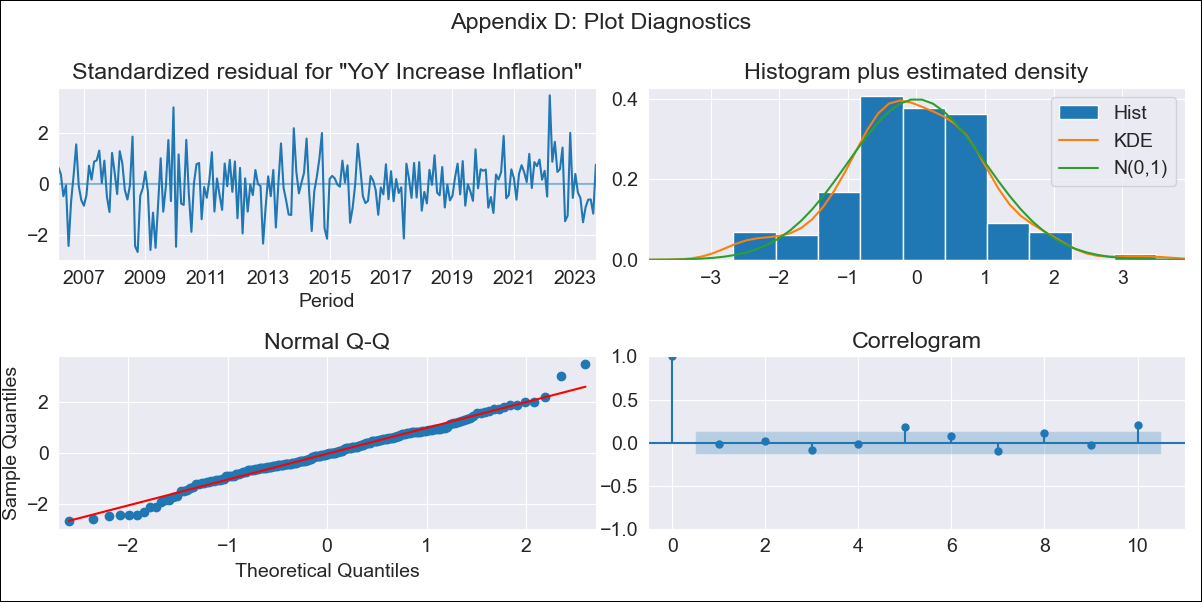 Appendix D: Plot Diagnostics
Standardized residual for "YoY Increase Inflation"
2
0
−2
2007 2009 2011 2013 2015 2017 2019 2021 2023
Period
Histogram plus estimated density
0.4
0.2
0.0
−3 −2 −1 0 1 2 3
Hist
KDE
N(0,1)
Normal Q-Q
Sample Quantiles
2
0
−2
−2 −1 0 1 2
Theoretical Quantiles
Correlogram
1.0
0.5
0.0
−0.5
−1.0
0 2 4 6 8 10